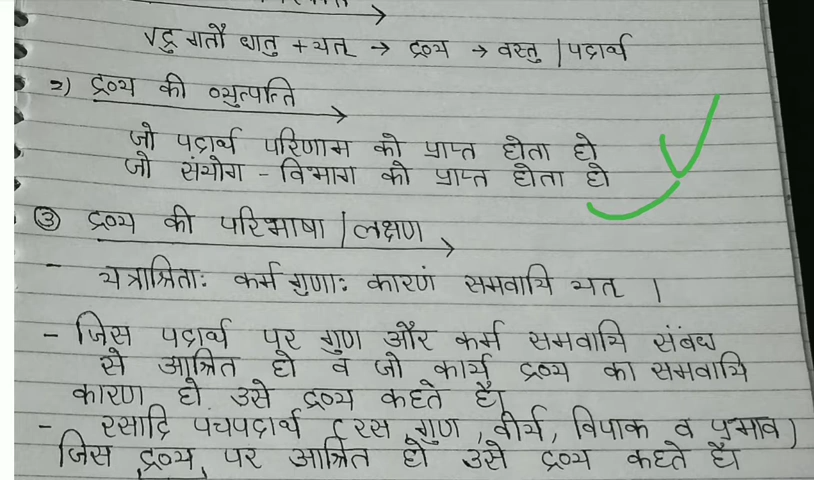 √द्रु गतौ धातु + यत् → द्रव्य → वस्तु | पदार्थ
२) द्रव्य की व्युत्पत्ति
जो पदार्थ परिणाम को प्राप्त होता हो
जो संयोग - विभाग को प्राप्त होता हो
③ द्रव्य की परिभाषा | लक्षण
- यत्राश्रिताः कर्म गुणाः कारणं समवायि यत् ।
- जिस पदार्थ पर गुण और कर्म समवायि संबंध
से आश्रित हो व जो कार्य द्रव्य का समवायि
कारण हो उसे द्रव्य कहते है।
- रसादि पंचपदार्थ (रस, गुण, वीर्य, विपाक व प्रभाव)
जिस द्रव्य पर आश्रित हो उसे द्रव्य कहते है।